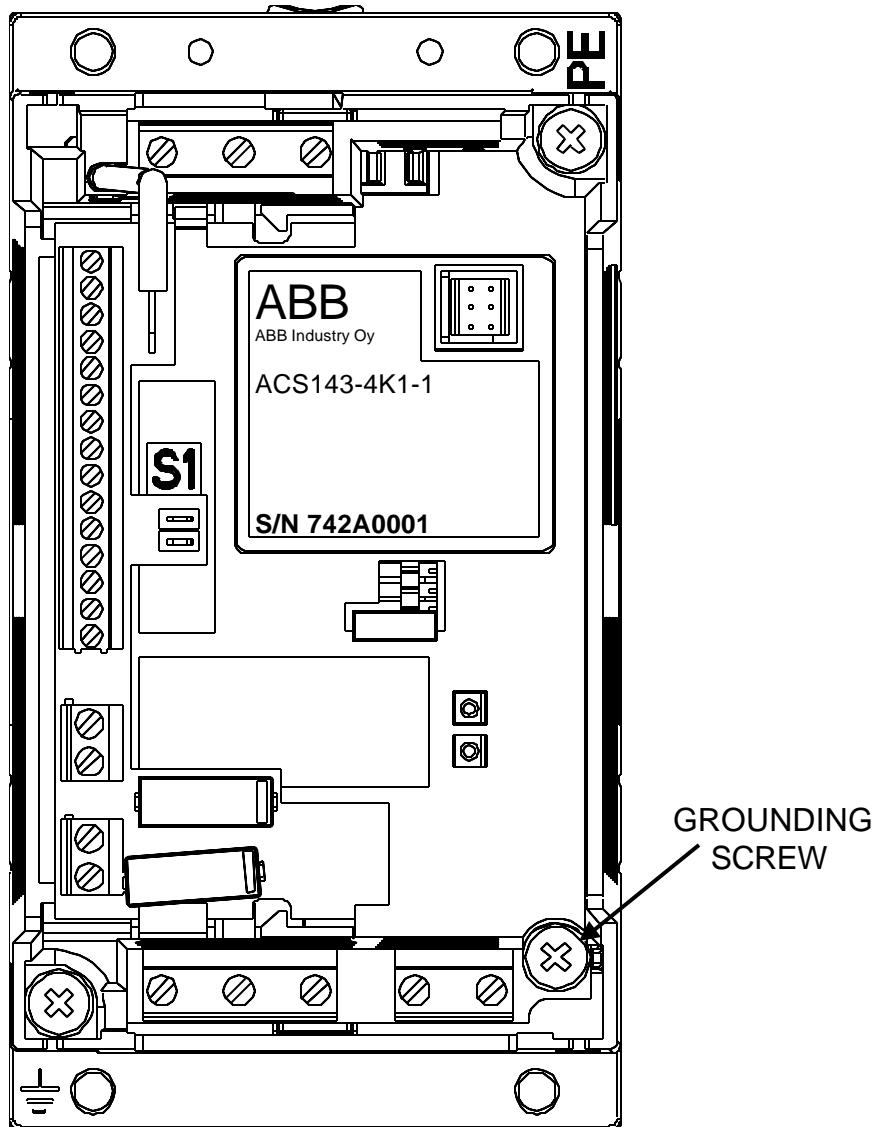 PE
ABB
ABB Industry Oy
ACS143-4K1-1
S1
S/N 742A0001
GROUNDING
SCREW